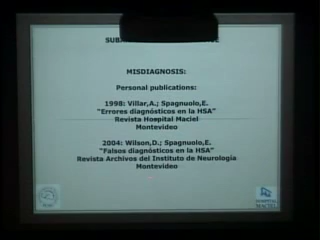 MISDIAGNOSIS:
Personal publications:
1998: Villar,A.; Spagnuolo,E.
"Errores diagnósticos en la HSA"
Revista Hospital Maciel
Montevideo
2004: Wilson,D.; Spagnuolo,E.
"Falsos diagnósticos en la HSA"
Revista Archivos del Instituto de Neurología
Montevideo